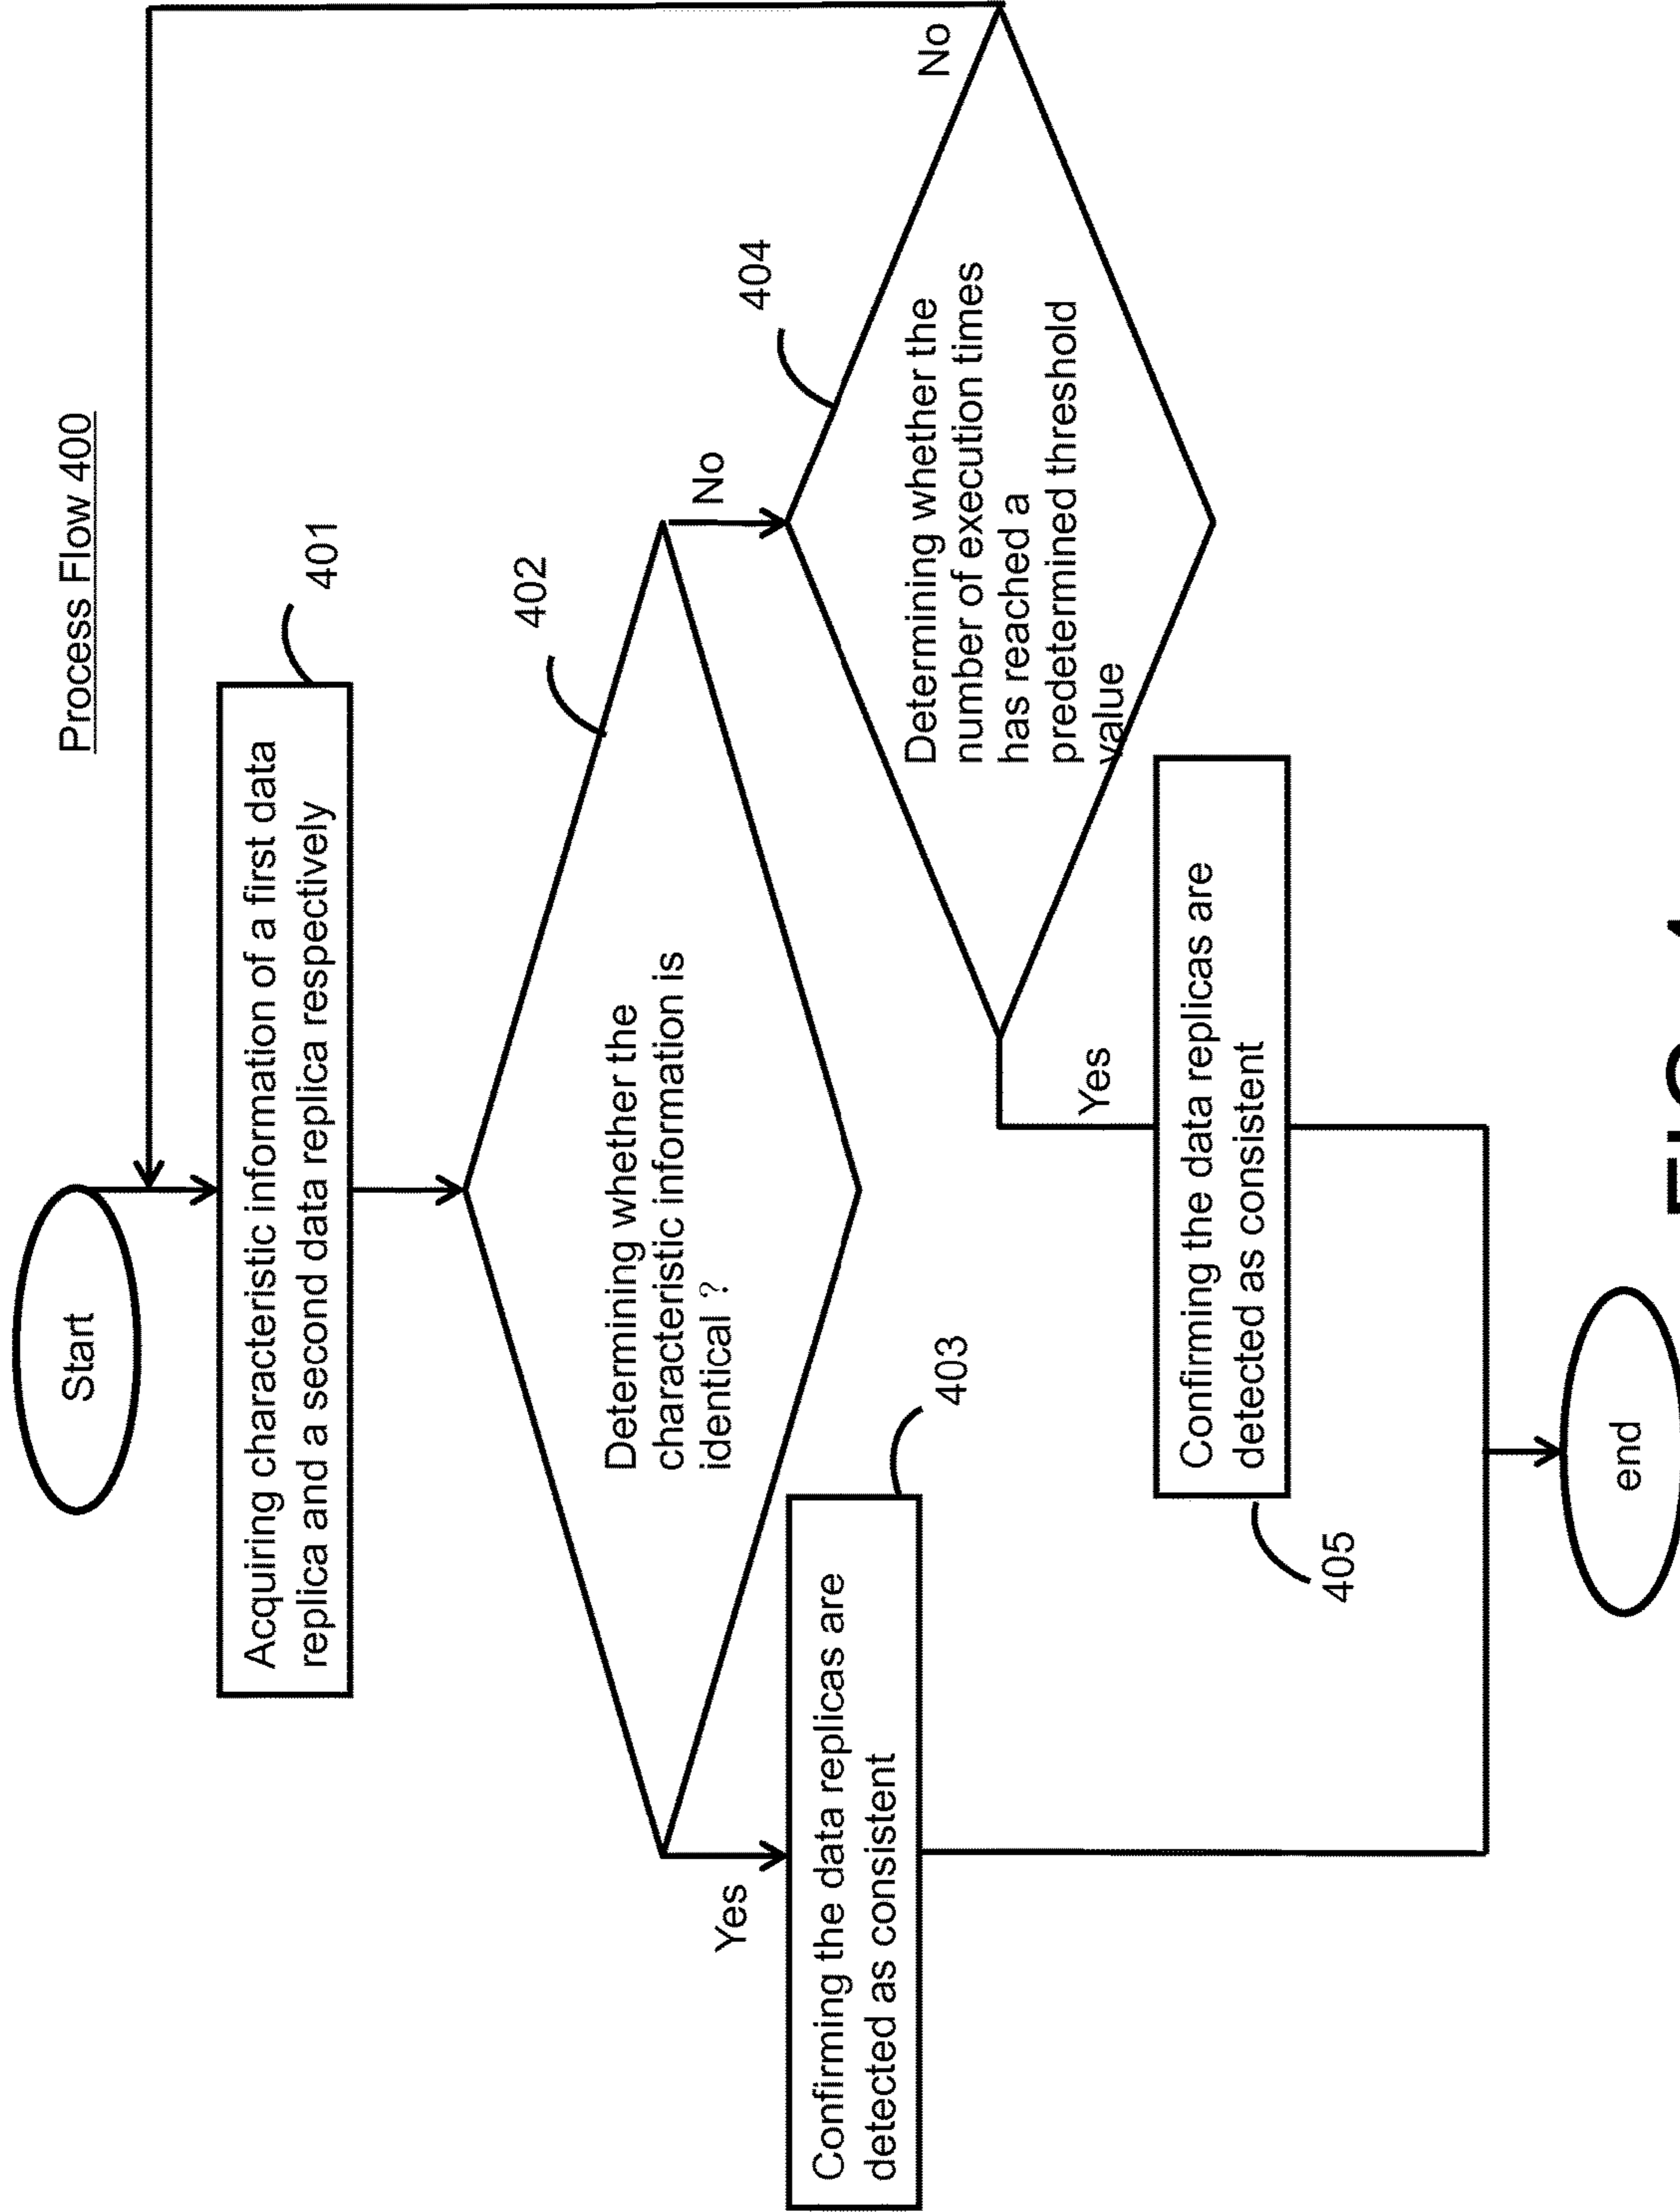 Process Flow 400
Start
401
Acquiring characteristic information of a first data
replica and a second data replica respectively
402
Determining whether the
characteristic information is
identical ?
Yes
No
403
Confirming the data replicas are
detected as consistent
404
Determining whether the
number of execution times
has reached a
predetermined threshold
value
No
Yes
405
Confirming the data replicas are
detected as consistent
end